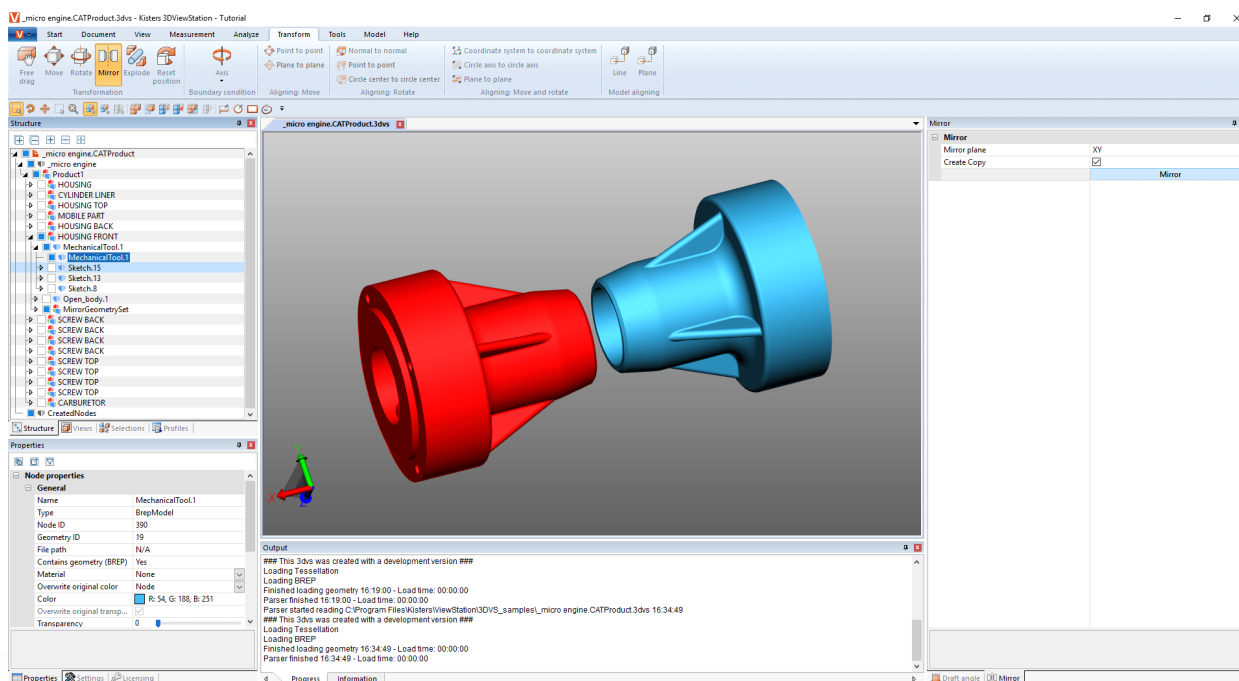 _micro engine.CATProduct.3dvs - Kisters 3DViewStation - Tutorial
V Start Document View Measurement Analyze Transform Tools Model Help
Free drag Move Rotate Mirror Explode Reset position
Transformation
Axis
Boundary condition
Point to point
Plane to plane
Aligning: Move
Normal to normal
Point to point
Circle center to circle center
Aligning: Rotate
Coordinate system to coordinate system
Circle axis to circle axis
Plane to plane
Aligning: Move and rotate
Line Plane
Model aligning
Structure
_micro engine.CATProduct
_micro engine
Product1
HOUSING
CYLINDER LINER
HOUSING TOP
MOBILE PART
HOUSING BACK
HOUSING FRONT
MechanicalTool.1
MechanicalTool.1
Sketch.15
Sketch.13
Sketch.8
Open_body.1
MirrorGeometrySet
SCREW BACK
SCREW BACK
SCREW BACK
SCREW BACK
SCREW TOP
SCREW TOP
SCREW TOP
SCREW TOP
CARBURETOR
CreatedNodes
Structure Views Selections Profiles
Properties
Node properties
General
Name MechanicalTool.1
Type BrepModel
Node ID 390
Geometry ID 19
File path N/A
Contains geometry (BREP) Yes
Material None
Overwrite original color Node
Color R: 54, G: 188, B: 251
Overwrite original transp...
Transparency 0
Properties Settings Licensing
_micro engine.CATProduct.3dvs
X
Y
Z
Output
### This 3dvs was created with a development version ###
Loading Tessellation
Loading BREP
Finished loading geometry 16:19:00 - Load time: 00:00:00
Parser finished 16:19:00 - Load time: 00:00:00
Parser started reading C:\Program Files\Kisters\ViewStation\3DVS_samples\_micro engine.CATProduct.3dvs 16:34:49
### This 3dvs was created with a development version ###
Loading Tessellation
Loading BREP
Finished loading geometry 16:34:49 - Load time: 00:00:00
Parser finished 16:34:49 - Load time: 00:00:00
Progress Information
Mirror
Mirror
Mirror plane XY
Create Copy
Mirror
Draft angle Mirror